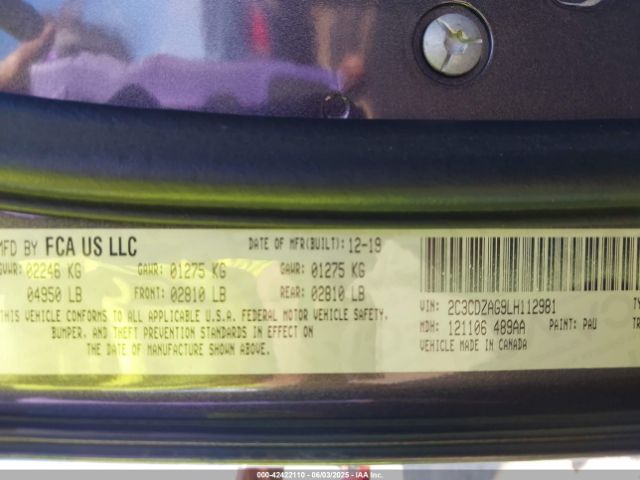 MFD BY FCA US LLC DATE OF MFR(BUILT): 12-19
GVWR: 02246 KG GAWR: 01275 KG GAWR: 01275 KG
04950 LB FRONT: 02810 LB REAR: 02810 LB
THIS VEHICLE CONFORMS TO ALL APPLICABLE U.S.A. FEDERAL MOTOR VEHICLE SAFETY,
BUMPER, AND THEFT PREVENTION STANDARDS IN EFFECT ON
THE DATE OF MANUFACTURE SHOWN ABOVE.
VIN: 2C3CDZAG9LH112981
MDH: 121106 489AA PAINT: PAU
VEHICLE MADE IN CANADA
000-42422110 - 06/03/2025 - IAAI.com